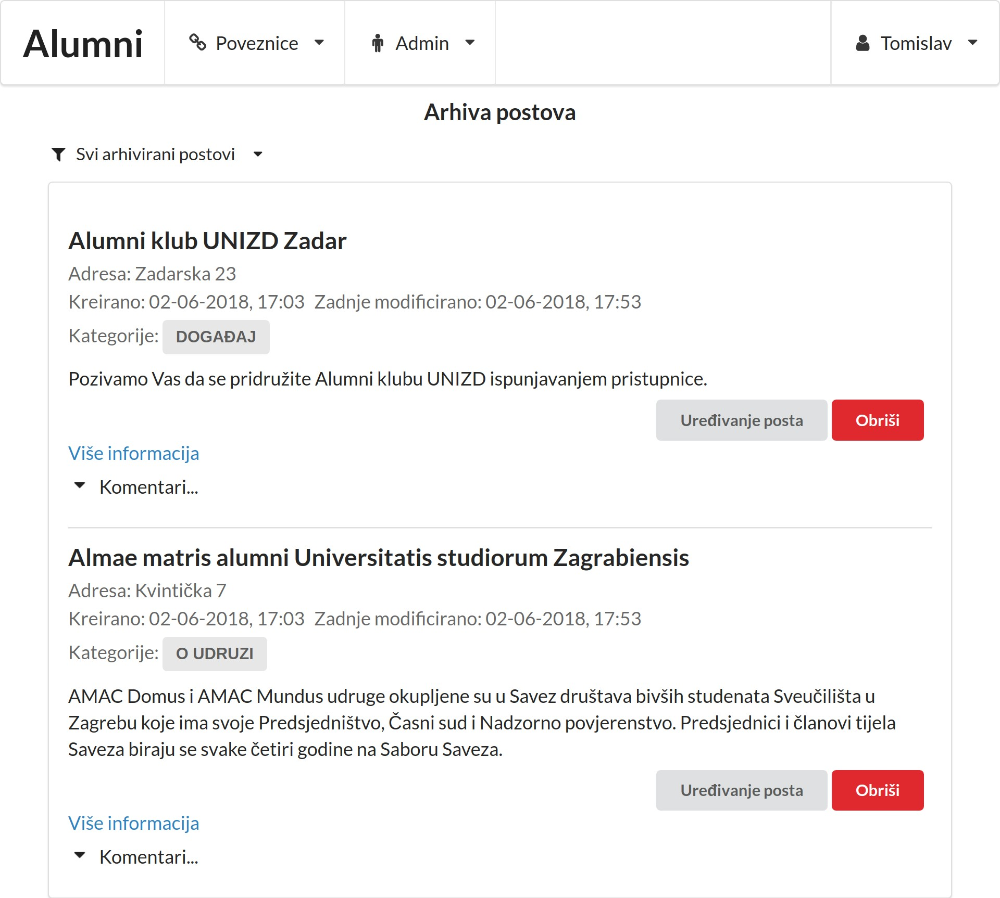 Alumni
Poveznice
Admin
Tomislav
Arhiva postova
Svi arhivirani postovi
Alumni klub UNIZD Zadar
Adresa: Zadarska 23
Kreirano: 02-06-2018, 17:03 Zadnje modificirano: 02-06-2018, 17:53
Kategorije: DOGAĐAJ
Pozivamo Vas da se pridružite Alumni klubu UNIZD ispunjavanjem pristupnice.
Uređivanje posta Obriši
Više informacija
Komentari...
Almae matris alumni Universitatis studiorum Zagrabiensis
Adresa: Kvintička 7
Kreirano: 02-06-2018, 17:03 Zadnje modificirano: 02-06-2018, 17:53
Kategorije: O UDRUZI
AMAC Domus i AMAC Mundus udruge okupljene su u Savez društava bivših studenata Sveučilišta u
Zagrebu koje ima svoje Predsjedništvo, Časni sud i Nadzorno povjerenstvo. Predsjednici i članovi tijela
Saveza biraju se svake četiri godine na Saboru Saveza.
Uređivanje posta Obriši
Više informacija
Komentari...